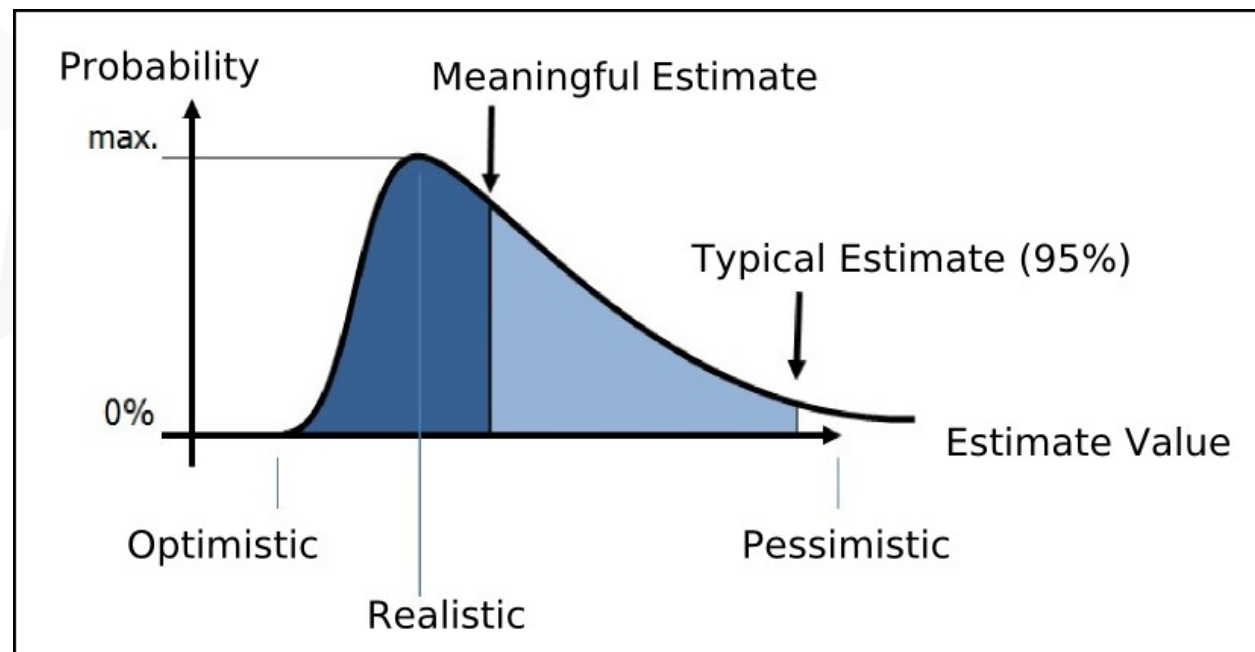 Probability
Meaningful Estimate
max.
Typical Estimate (95%)
0%
Estimate Value
Optimistic
Pessimistic
Realistic